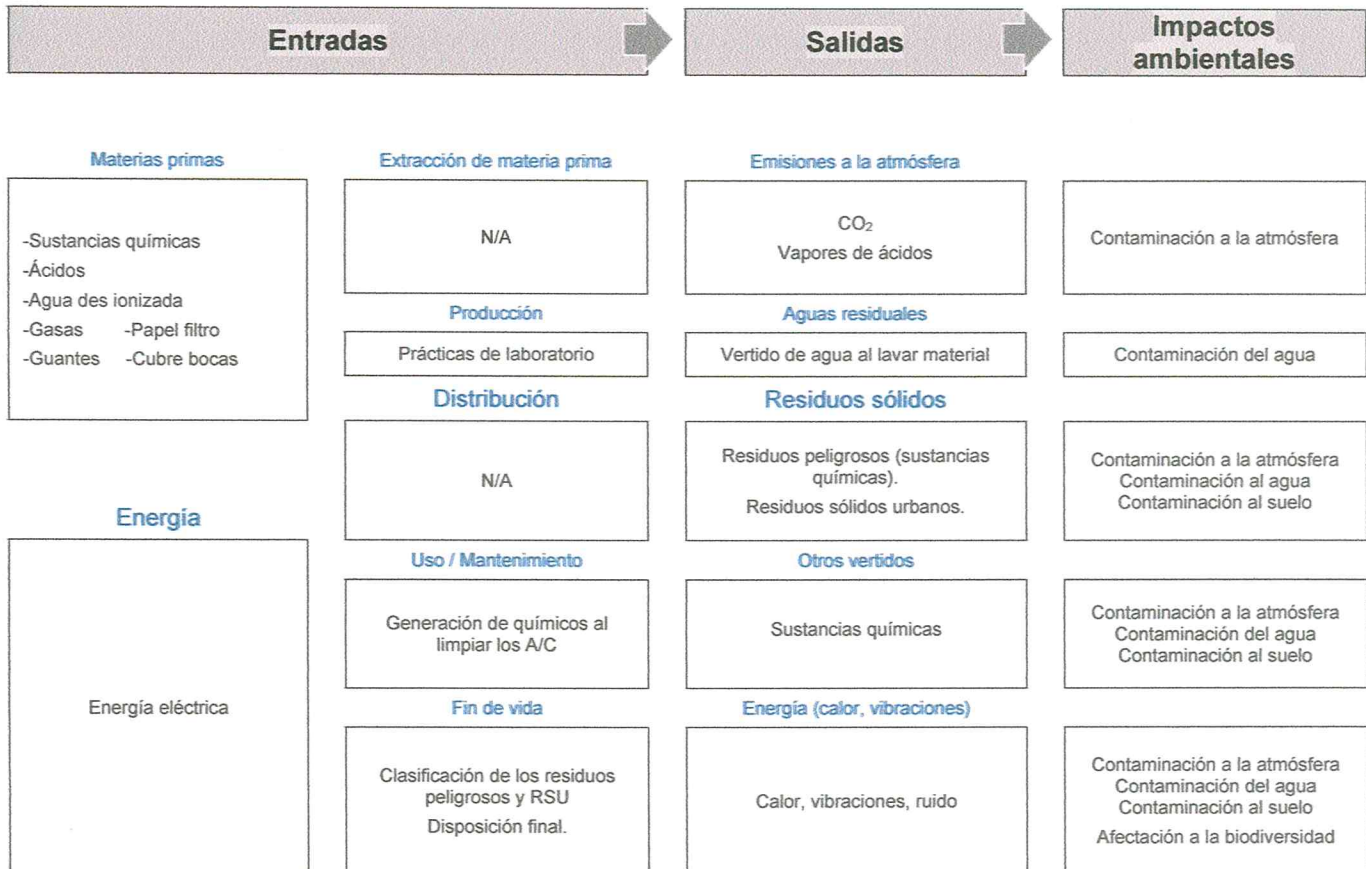 Entradas
Salidas
Impactos
ambientales
Materias primas
-Sustancias químicas
-Ácidos
-Agua des ionizada
-Gasas -Papel filtro
-Guantes -Cubre bocas
Energía
Energía eléctrica
Extracción de materia prima
N/A
Producción
Prácticas de laboratorio
Distribución
N/A
Uso / Mantenimiento
Generación de químicos al
limpiar los A/C
Fin de vida
Clasificación de los residuos
peligrosos y RSU
Disposición final.
Emisiones a la atmósfera
CO₂
Vapores de ácidos
Aguas residuales
Vertido de agua al lavar material
Residuos sólidos
Residuos peligrosos (sustancias
químicas).
Residuos sólidos urbanos.
Otros vertidos
Sustancias químicas
Energía (calor, vibraciones)
Calor, vibraciones, ruido
Contaminación a la atmósfera
Contaminación del agua
Contaminación a la atmósfera
Contaminación al agua
Contaminación al suelo
Contaminación a la atmósfera
Contaminación del agua
Contaminación al suelo
Contaminación a la atmósfera
Contaminación del agua
Contaminación al suelo
Afectación a la biodiversidad